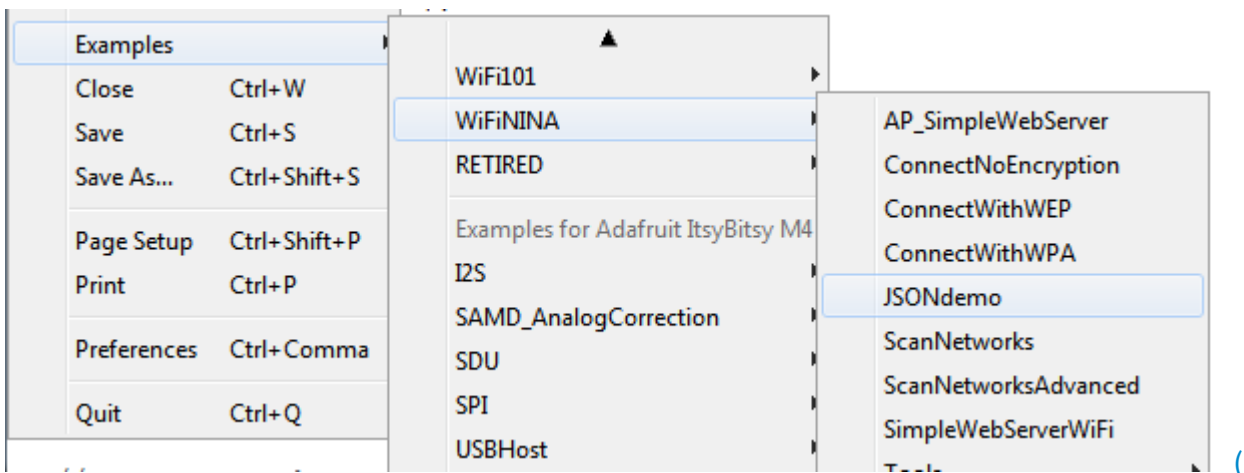 Examples
Close Ctrl+W
Save Ctrl+S
Save As... Ctrl+Shift+S
Page Setup Ctrl+Shift+P
Print Ctrl+P
Preferences Ctrl+Comma
Quit Ctrl+Q
WiFi101
WiFiNINA
RETIRED
Examples for Adafruit ItsyBitsy M4
I2S
SAMD_AnalogCorrection
SDU
SPI
USBHost
AP_SimpleWebServer
ConnectNoEncryption
ConnectWithWEP
ConnectWithWPA
JSONdemo
ScanNetworks
ScanNetworksAdvanced
SimpleWebServerWiFi
(